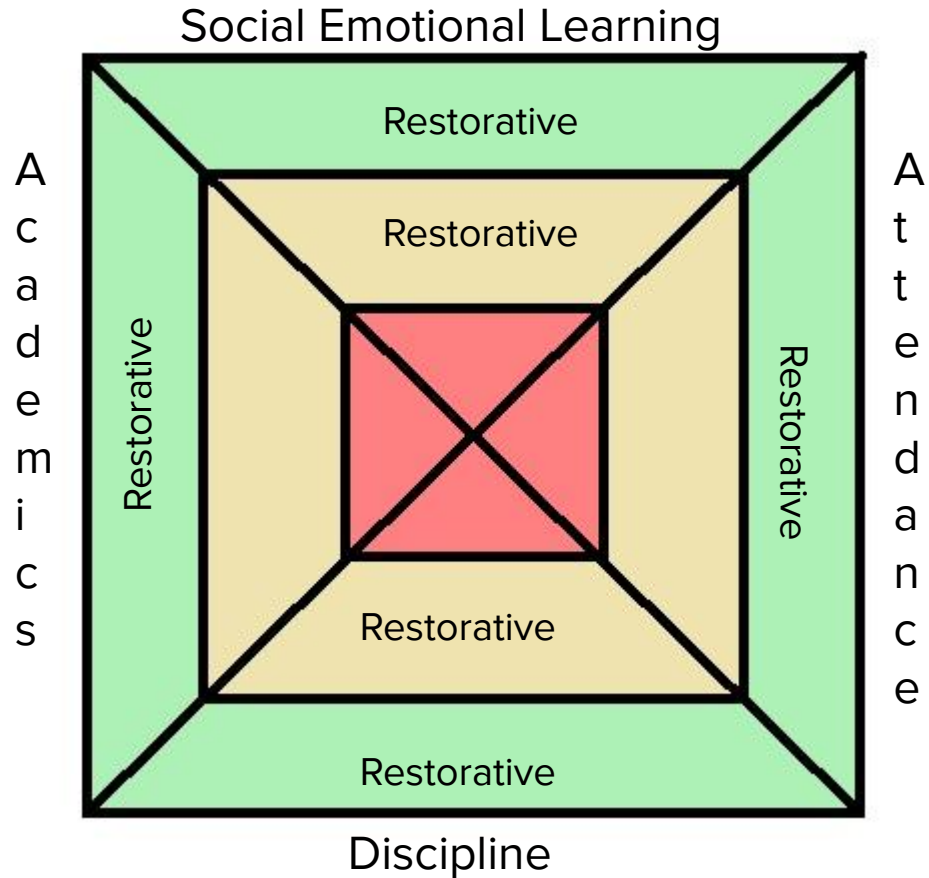 Social Emotional Learning
Restorative
Restorative
Academics
Restorative
Restorative
Attendance
Restorative
Restorative
Discipline